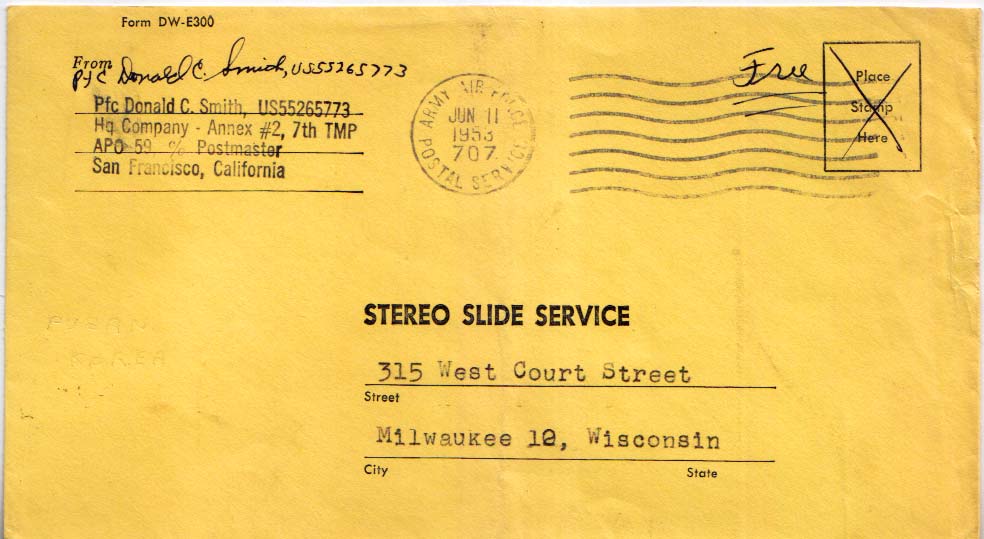 Form DW-E300
From
Pfc Donald C. Smith, US55265773
Pfc Donald C. Smith, US55265773
Hq Company - Annex #2, 7th TMP
APO 59 % Postmaster
San Francisco, California
ARMY AIR FORCE
JUN 11
1953
707
POSTAL SERVICE
Free
Place
Stamp
Here
PUSAN
KOREA
STEREO SLIDE SERVICE
315 West Court Street
Street
Milwaukee 12, Wisconsin
City State